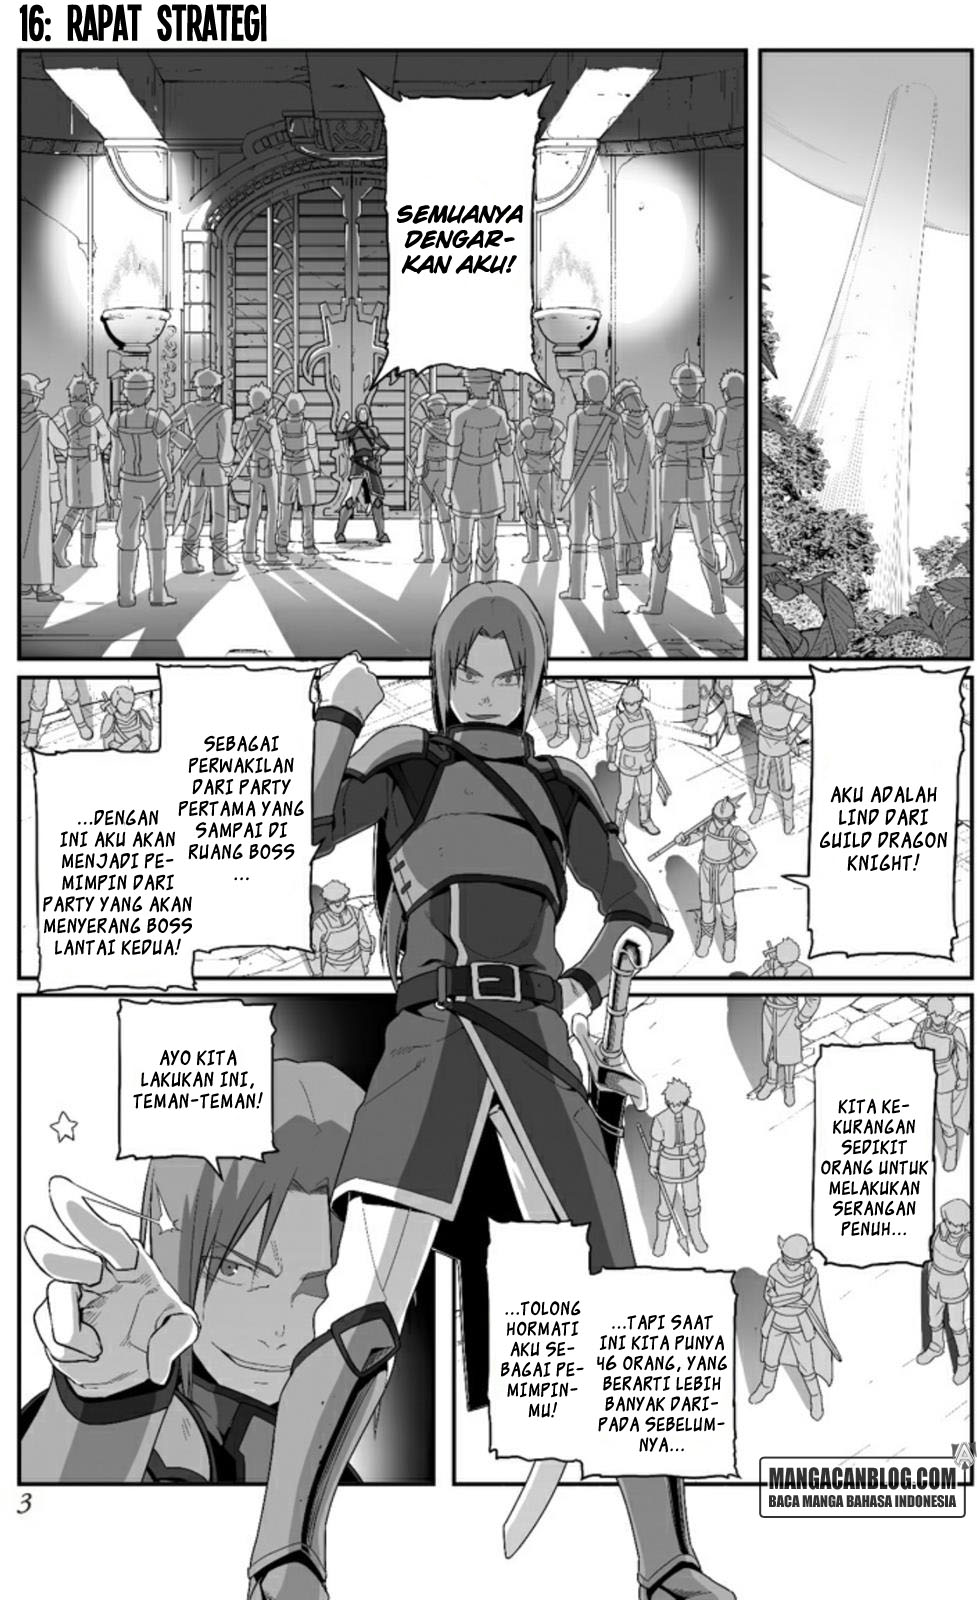 16: RAPAT STRATEGI
SEMUANYA
DENGAR-
KAN AKU!
AKU ADALAH
LIND DARI
GUILD DRAGON
KNIGHT!
SEBAGAI
PERWAKILAN
DARI PARTY
PERTAMA YANG
SAMPAI DI
RUANG BOSS
...
...DENGAN
INI AKU AKAN
MENJADI PE-
MIMPIN DARI
PARTY YANG AKAN
MENYERANG BOSS
LANTAI KEDUA!
KITA KE-
KURANGAN
SEDIKIT
ORANG UNTUK
MELAKUKAN
SERANGAN
PENUH...
...TAPI SAAT
INI KITA PUNYA
46 ORANG, YANG
BERARTI LEBIH
BANYAK DARI-
PADA SEBELUM-
NYA...
...TOLONG
HORMATI
AKU SE-
BAGAI PE-
MIMPIN-
MU!
AYO KITA
LAKUKAN INI,
TEMAN-TEMAN!
3
MANGACANBLOG.COM
BACA MANGA BAHASA INDONESIA